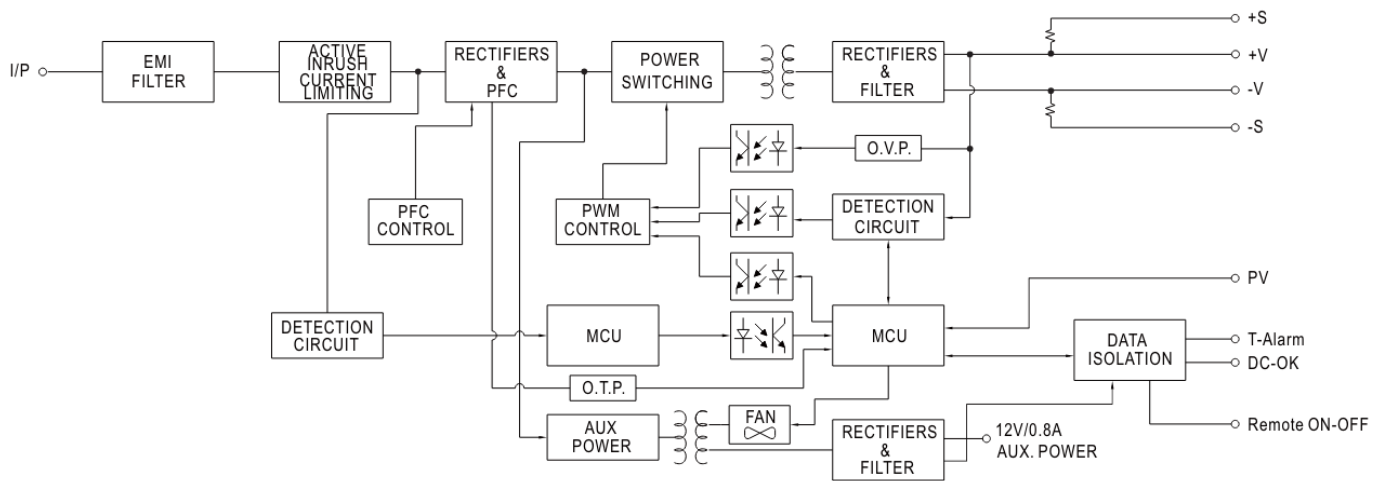 +S
I/P
EMI
FILTER
ACTIVE
INRUSH
CURRENT
LIMITING
RECTIFIERS
&
PFC
POWER
SWITCHING
RECTIFIERS
&
FILTER
+V
-V
-S
O.V.P.
PFC
CONTROL
PWM
CONTROL
DETECTION
CIRCUIT
PV
DETECTION
CIRCUIT
MCU
MCU
DATA
ISOLATION
T-Alarm
DC-OK
O.T.P.
AUX
POWER
FAN
RECTIFIERS
&
FILTER
12V/0.8A
AUX. POWER
Remote ON-OFF